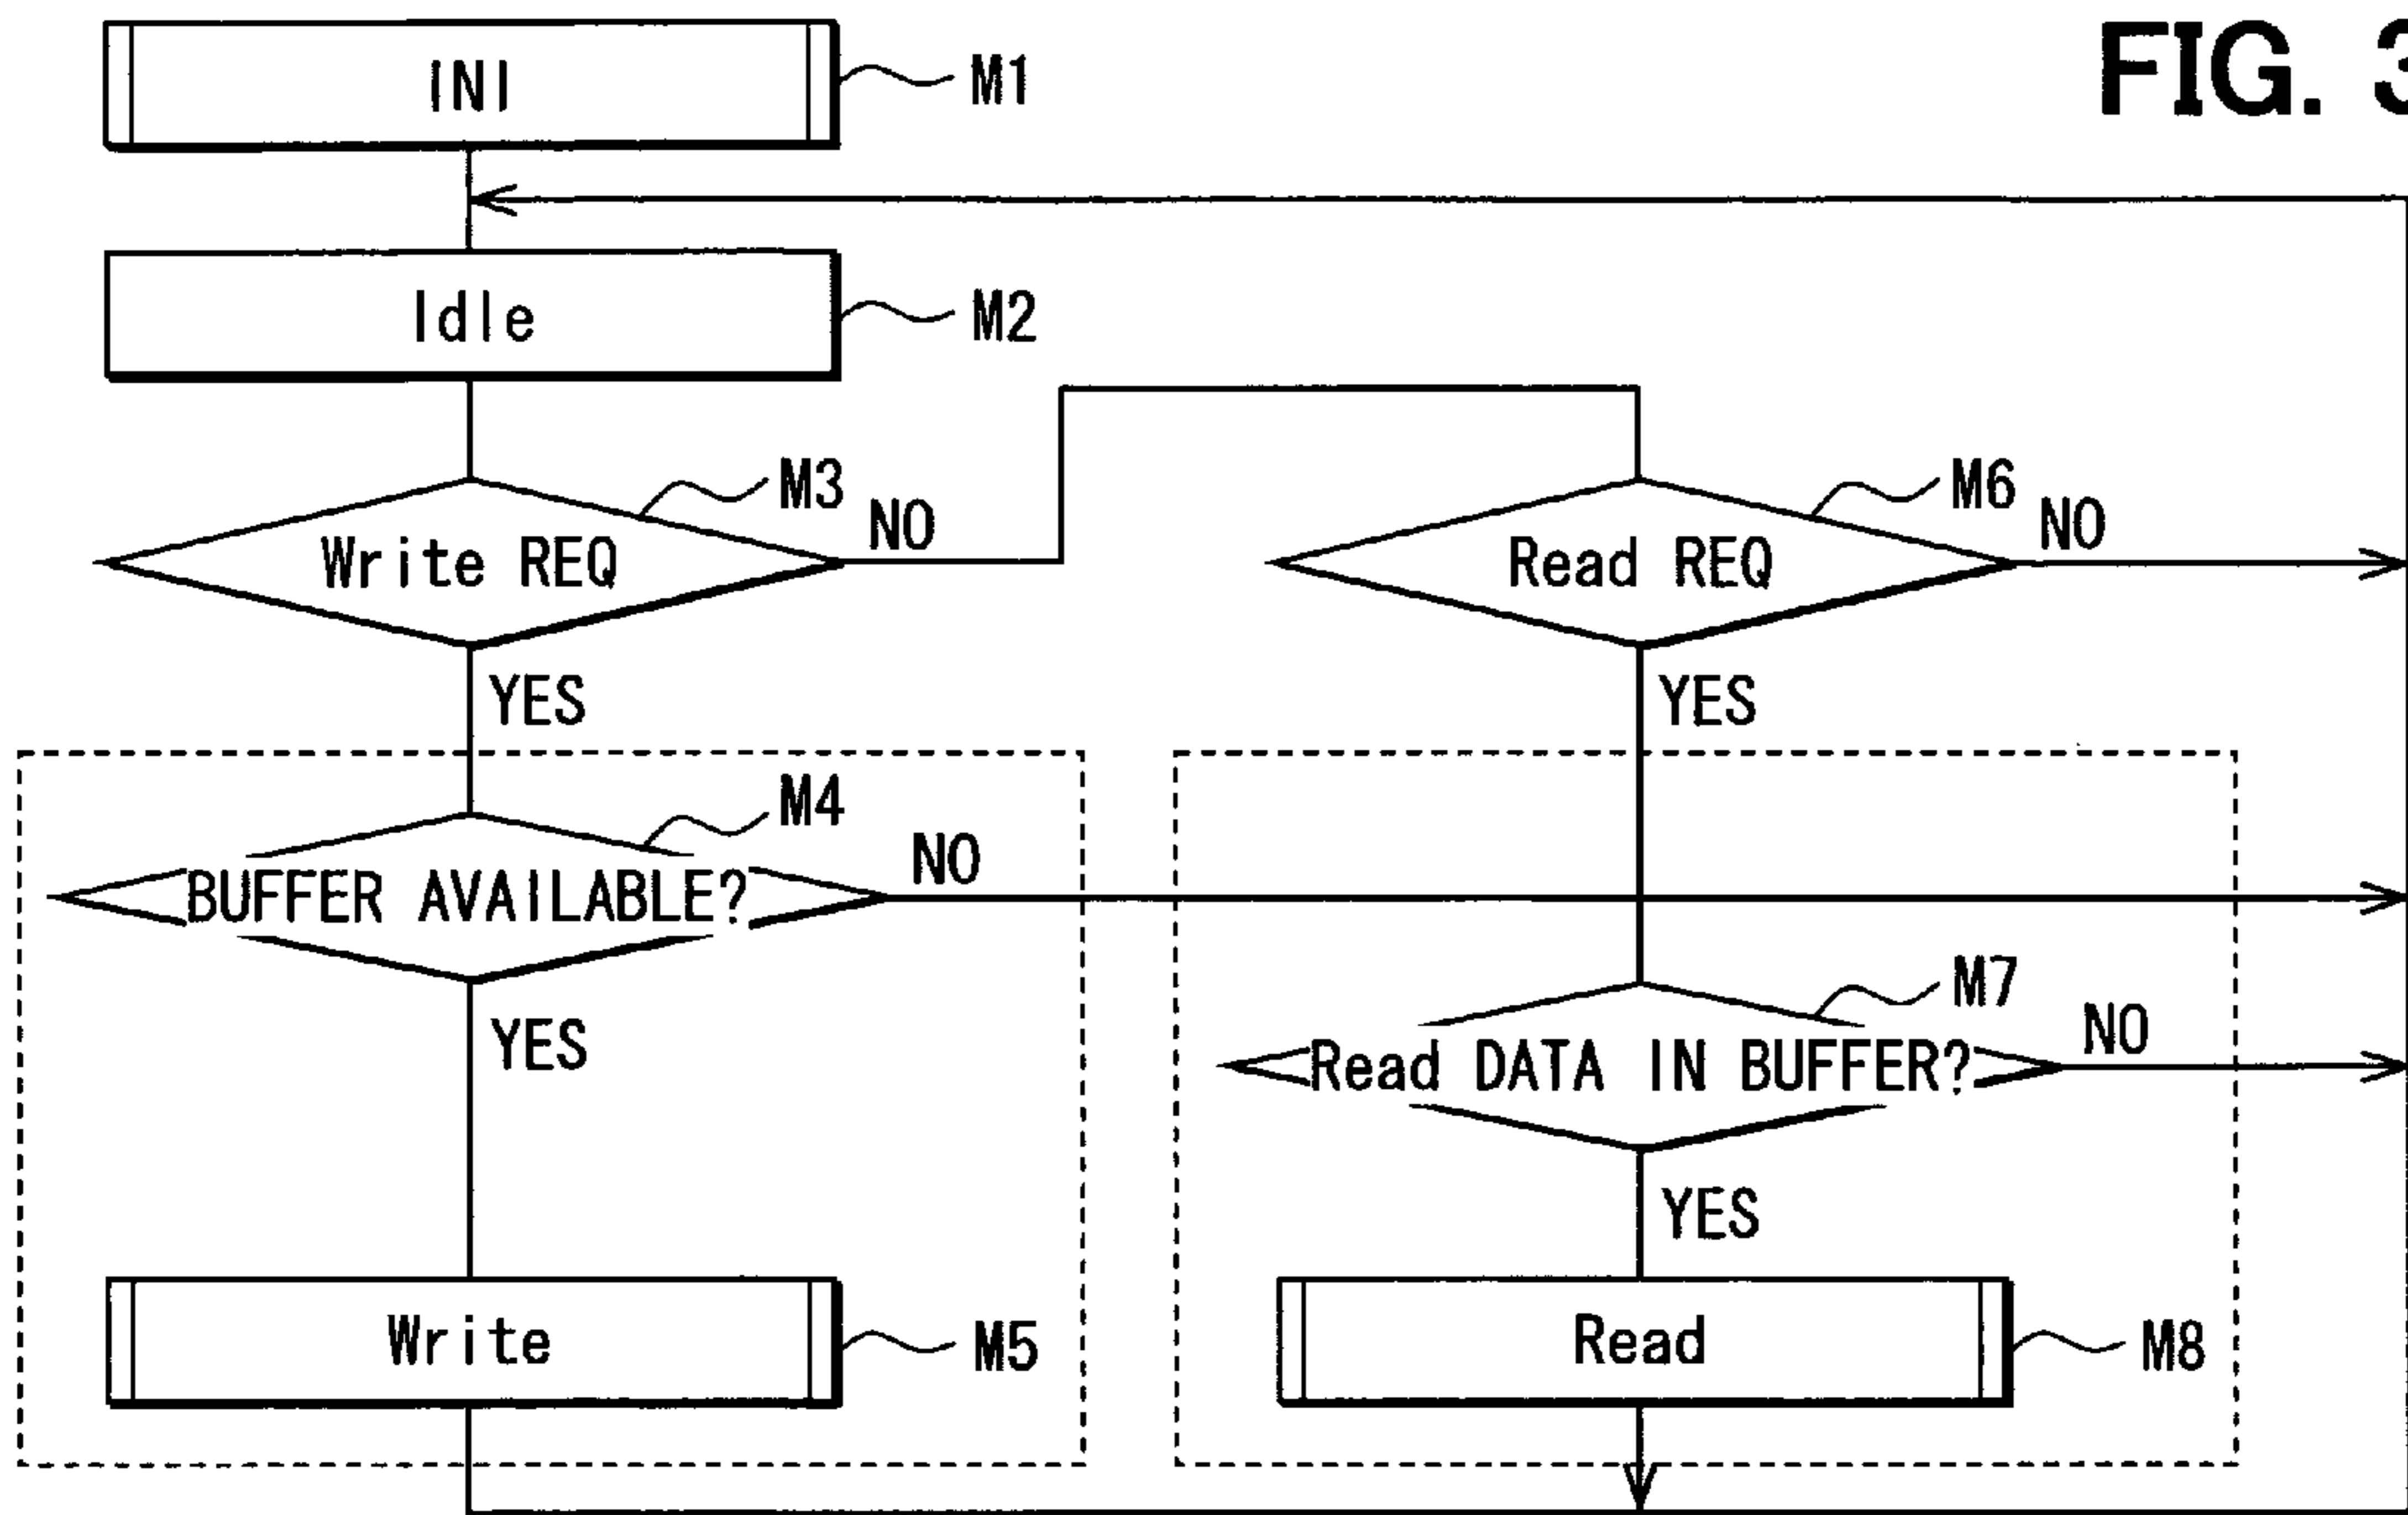 FIG. 3
INI
M1
Idle
M2
M3
Write REQ
NO
YES
M6
Read REQ
NO
YES
M4
BUFFER AVAILABLE?
NO
YES
M7
Read DATA IN BUFFER?
NO
YES
Write
M5
Read
M8